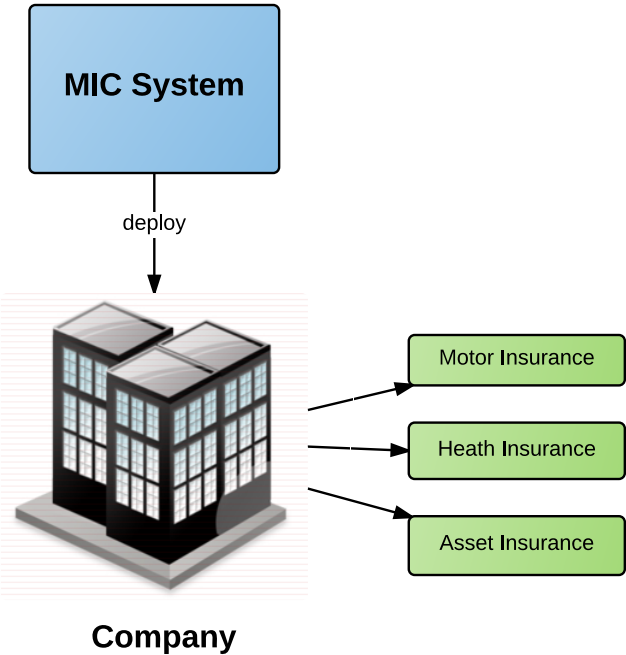 MIC System
deploy
Motor Insurance
Heath Insurance
Asset Insurance
Company